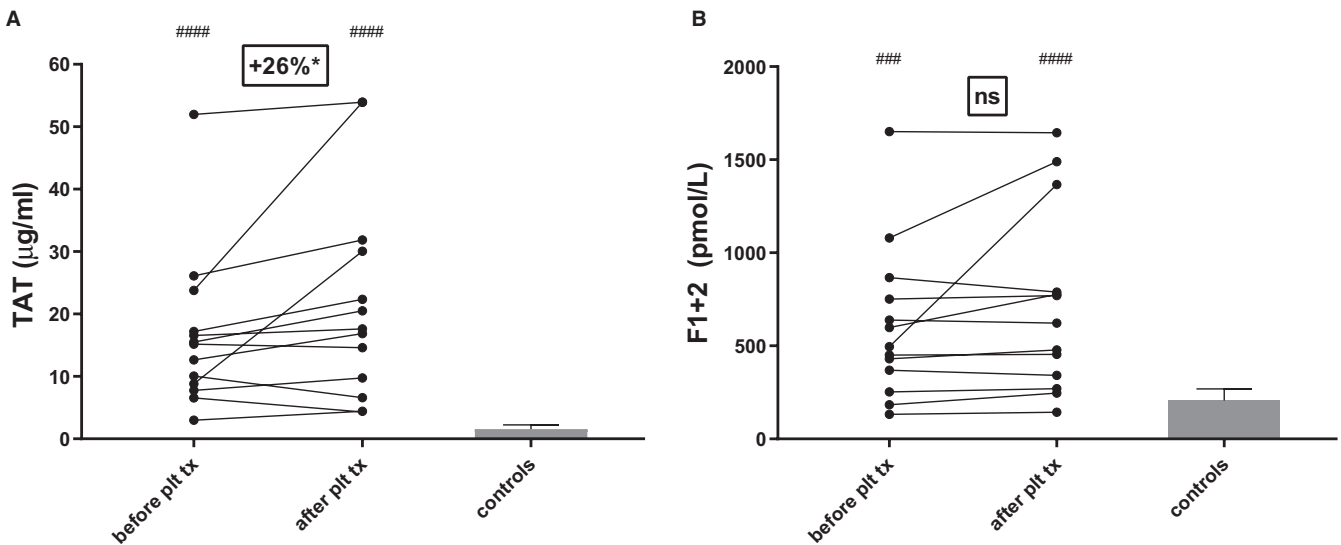 A
####
####
+26%*
60
50
40
30
20
10
0
TAT (µg/ml)
before plt tx
after plt tx
controls
B
###
####
ns
2000
1500
1000
500
0
F1+2 (pmol/L)
before plt tx
after plt tx
controls